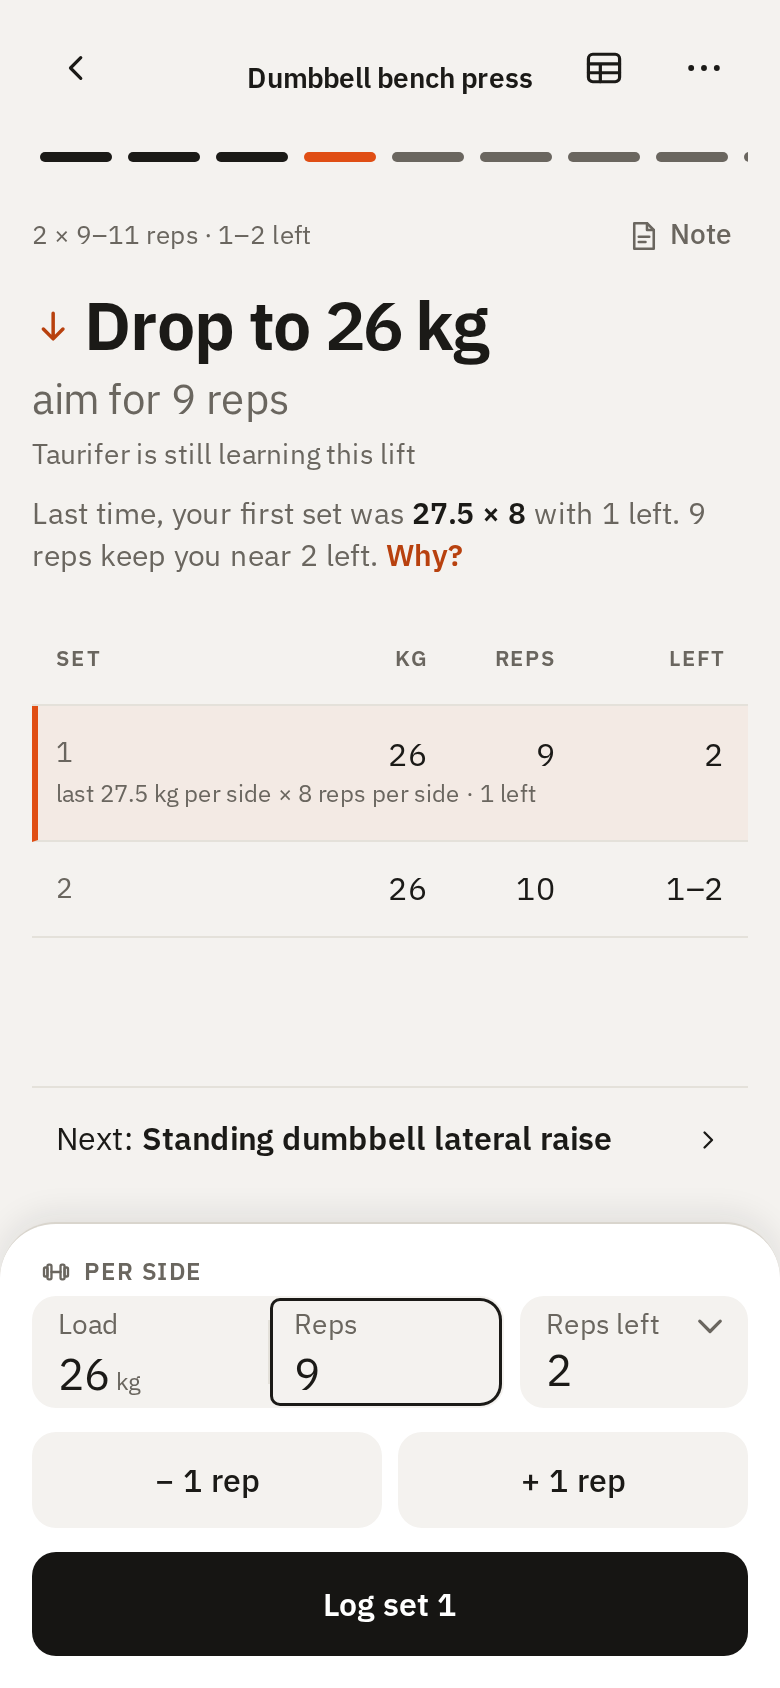 Dumbbell bench press
2 × 9–11 reps · 1–2 left
Note
↓ Drop to 26 kg
aim for 9 reps
Taurifer is still learning this lift
Last time, your first set was 27.5 × 8 with 1 left. 9
reps keep you near 2 left. Why?
SET KG REPS LEFT
1 26 9 2
last 27.5 kg per side × 8 reps per side · 1 left
2 26 10 1–2
Next: Standing dumbbell lateral raise
PER SIDE
Load Reps Reps left
26 kg 9 2
− 1 rep + 1 rep
Log set 1